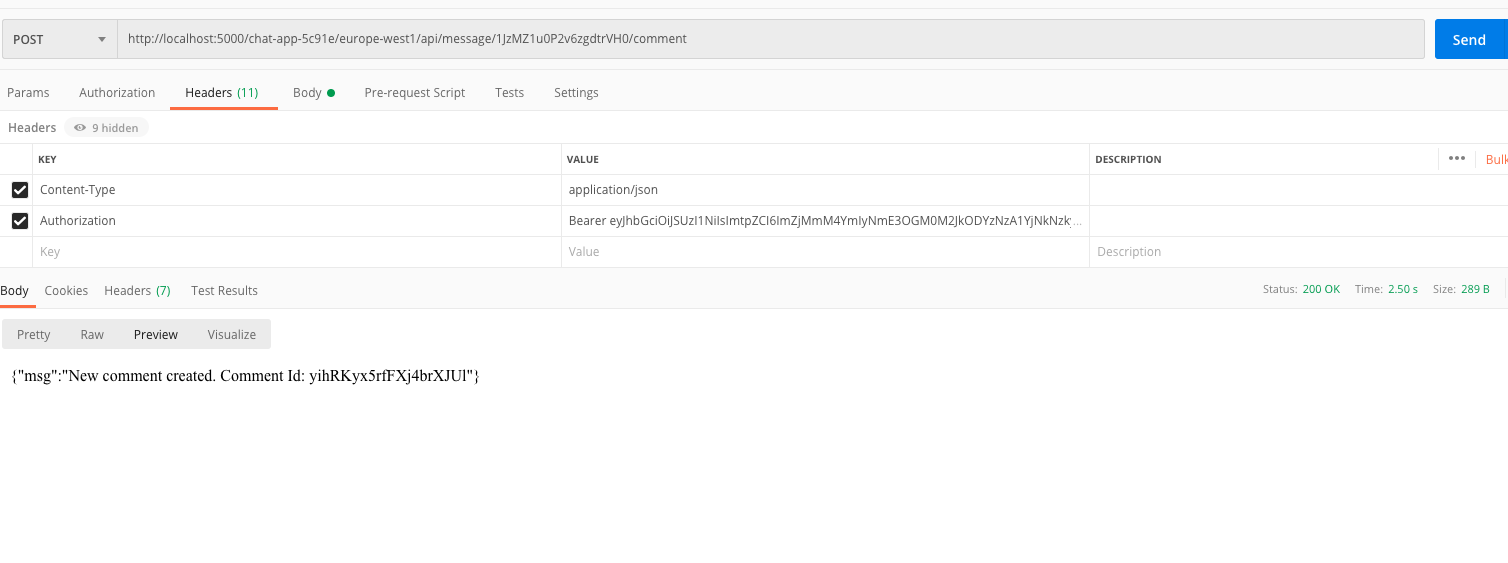 POST
http://localhost:5000/chat-app-5c91e/europe-west1/api/message/1JzMZ1u0P2v6zgdtrVH0/comment
Send
Params Authorization Headers (11) Body Pre-request Script Tests Settings
Headers 9 hidden
KEY VALUE DESCRIPTION ••• Bulk
Content-Type application/json
Authorization Bearer eyJhbGciOiJSUzI1NiIsImtpZCI6ImZjMmM4YmIyNmE3OGM0M2JkODYzNzA1YjNkNzk...
Key Value Description
Body Cookies Headers (7) Test Results Status: 200 OK Time: 2.50 s Size: 289 B
Pretty Raw Preview Visualize
{"msg":"New comment created. Comment Id: yihRKyx5rfFXj4brXJUl"}